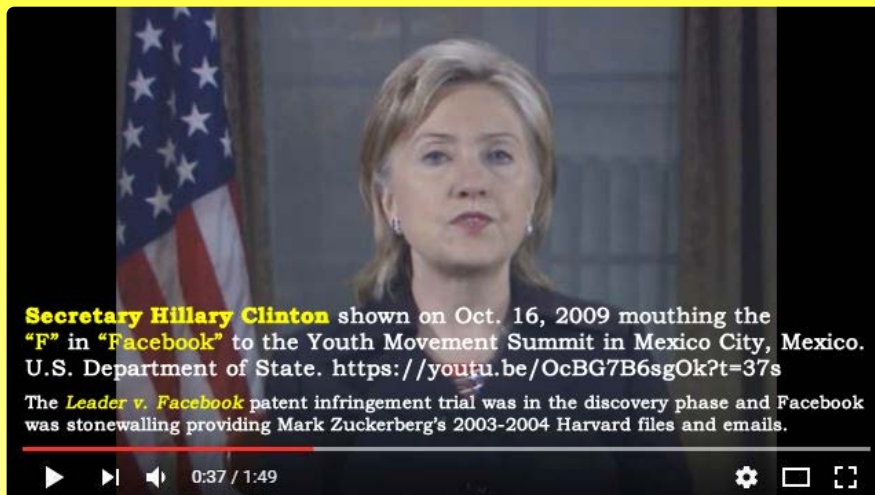 Secretary Hillary Clinton shown on Oct. 16, 2009 mouthing the
“F” in “Facebook” to the Youth Movement Summit in Mexico City, Mexico.
U.S. Department of State. https://youtu.be/OcBG7B6sgOk?t=37s
The Leader v. Facebook patent infringement trial was in the discovery phase and Facebook
was stonewalling providing Mark Zuckerberg’s 2003-2004 Harvard files and emails.
0:37 / 1:49